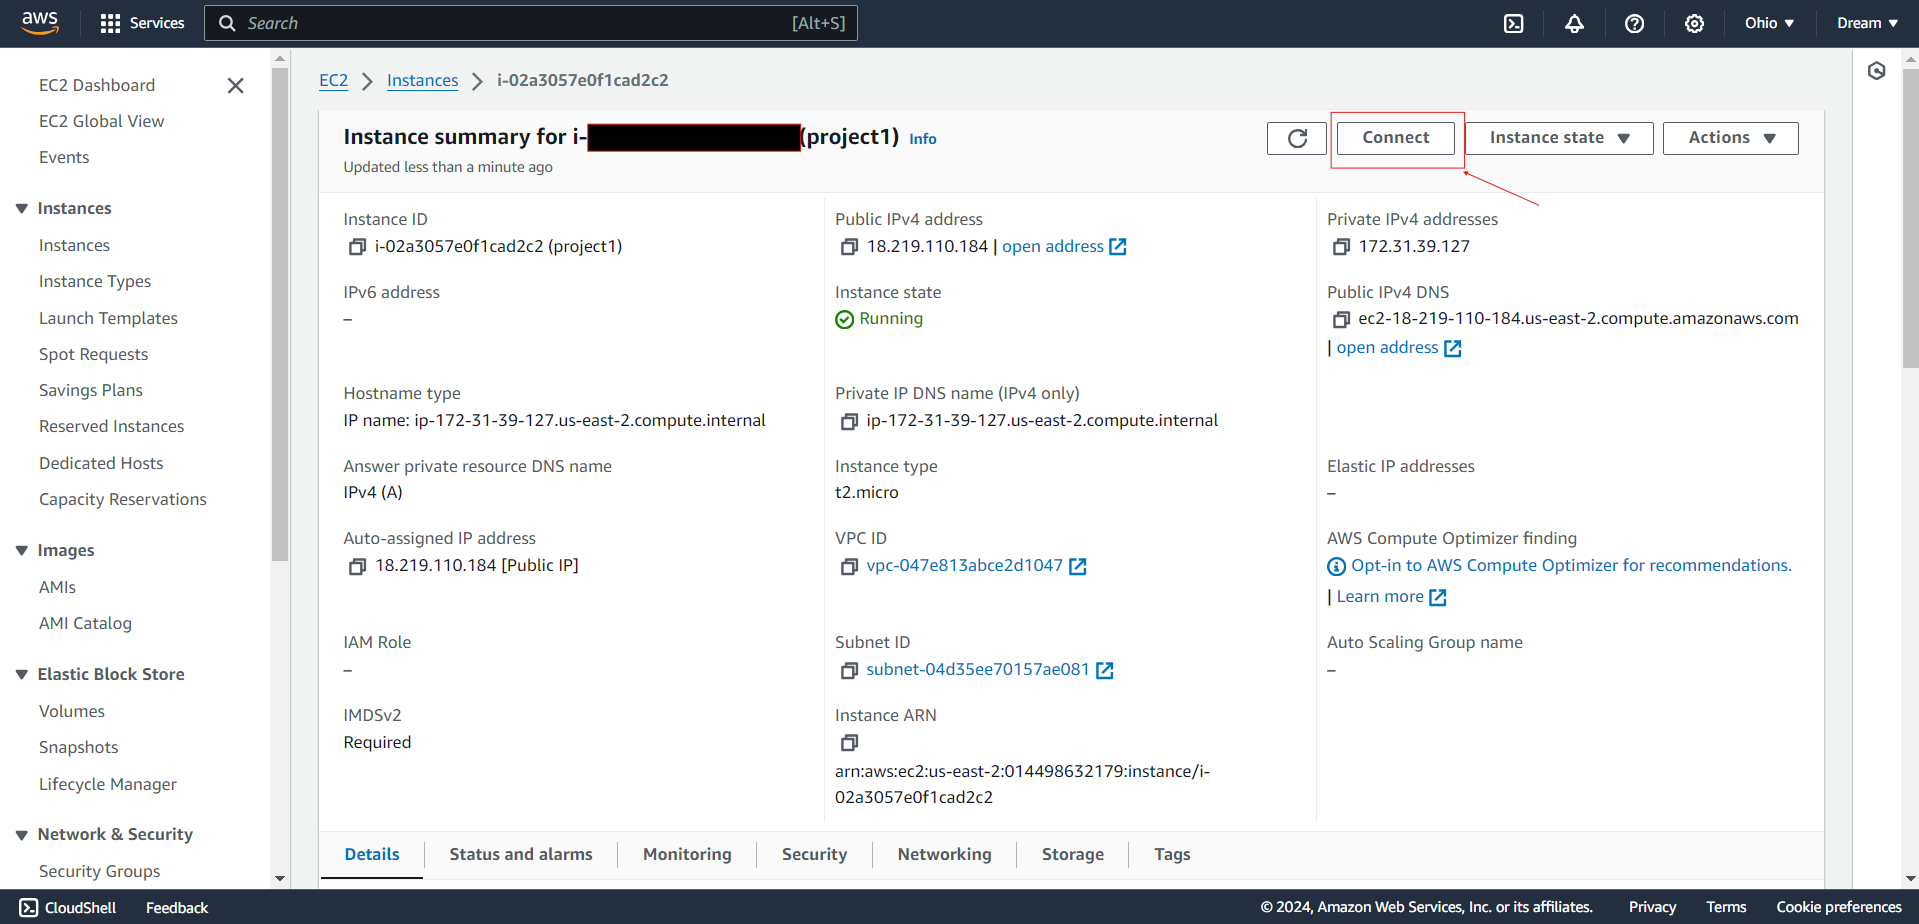 aws
Services
Search
[Alt+S]
Ohio
Dream
EC2 Dashboard
EC2 Global View
Events
Instances
Instances
Instance Types
Launch Templates
Spot Requests
Savings Plans
Reserved Instances
Dedicated Hosts
Capacity Reservations
Images
AMIs
AMI Catalog
Elastic Block Store
Volumes
Snapshots
Lifecycle Manager
Network & Security
Security Groups
EC2 Instances i-02a3057e0f1cad2c2
Instance summary for i- (project1) Info
Updated less than a minute ago
Connect
Instance state
Actions
Instance ID
i-02a3057e0f1cad2c2 (project1)
Public IPv4 address
18.219.110.184 | open address
Private IPv4 addresses
172.31.39.127
IPv6 address
–
Instance state
Running
Public IPv4 DNS
ec2-18-219-110-184.us-east-2.compute.amazonaws.com
| open address
Hostname type
IP name: ip-172-31-39-127.us-east-2.compute.internal
Private IP DNS name (IPv4 only)
ip-172-31-39-127.us-east-2.compute.internal
Answer private resource DNS name
IPv4 (A)
Instance type
t2.micro
Elastic IP addresses
–
Auto-assigned IP address
18.219.110.184 [Public IP]
VPC ID
vpc-047e813abce2d1047
AWS Compute Optimizer finding
Opt-in to AWS Compute Optimizer for recommendations.
| Learn more
IAM Role
–
Subnet ID
subnet-04d35ee70157ae081
Auto Scaling Group name
–
IMDSv2
Required
Instance ARN
arn:aws:ec2:us-east-2:014498632179:instance/i-
02a3057e0f1cad2c2
Details
Status and alarms
Monitoring
Security
Networking
Storage
Tags
CloudShell
Feedback
© 2024, Amazon Web Services, Inc. or its affiliates.
Privacy
Terms
Cookie preferences